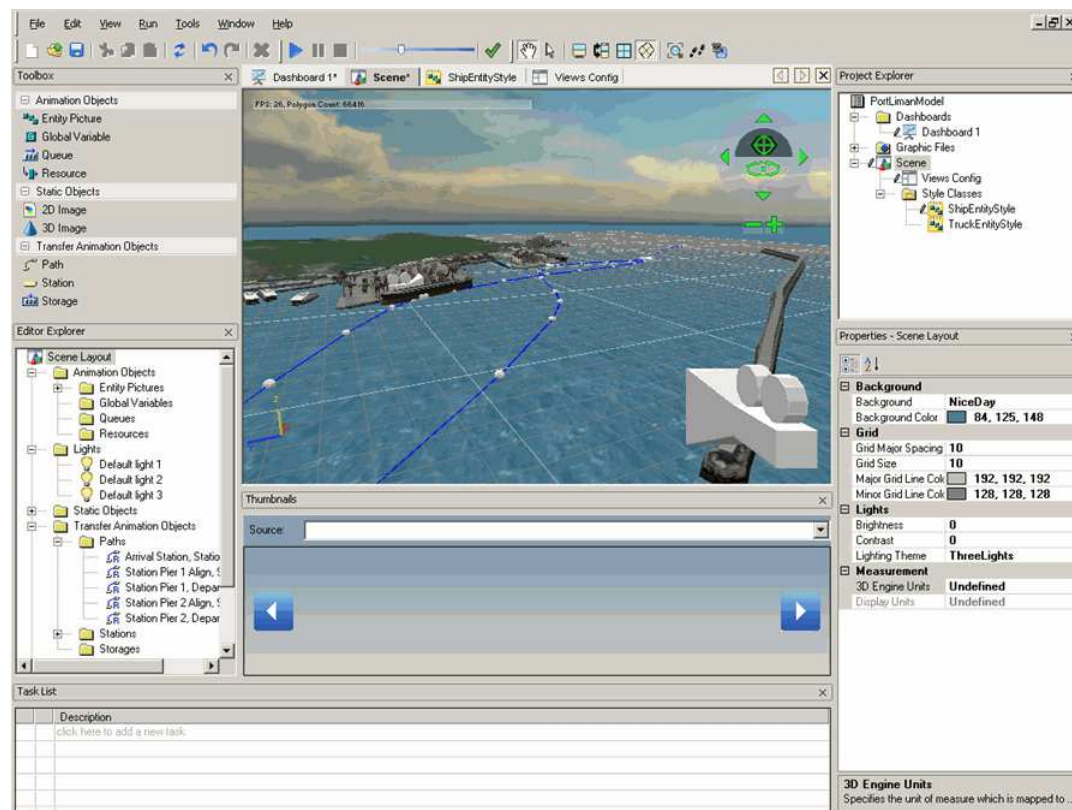 File Edit View Run Tools Window Help
Toolbox
Animation Objects
Entity Picture
Global Variable
Queue
Resource
Static Objects
2D Image
3D Image
Transfer Animation Objects
Path
Station
Storage
Editor Explorer
Scene Layout
Animation Objects
Entity Pictures
Global Variables
Queues
Resources
Lights
Default light 1
Default light 2
Default light 3
Static Objects
Transfer Animation Objects
Paths
Arrival Station, Statio
Station Pier 1 Align, S
Station Pier 1, Depar
Station Pier 2 Align, S
Station Pier 2, Depar
Stations
Storages
Dashboard 1* Scene* ShipEntityStyle Views Config
FPS: 26, Polygon Count: 66416
Z
Thumbnails
Source:
Project Explorer
PortLimanModel
Dashboards
Dashboard 1
Graphic Files
Scene
Views Config
Style Classes
ShipEntityStyle
TruckEntityStyle
Properties - Scene Layout
Background
Background NiceDay
Background Color 84, 125, 148
Grid
Grid Major Spacing 10
Grid Size 10
Major Grid Line Col 192, 192, 192
Minor Grid Line Col 128, 128, 128
Lights
Brightness 0
Contrast 0
Lighting Theme ThreeLights
Measurement
3D Engine Units Undefined
Display Units Undefined
3D Engine Units
Specifies the unit of measure which is mapped to ...
Task List
Description
click here to add a new task